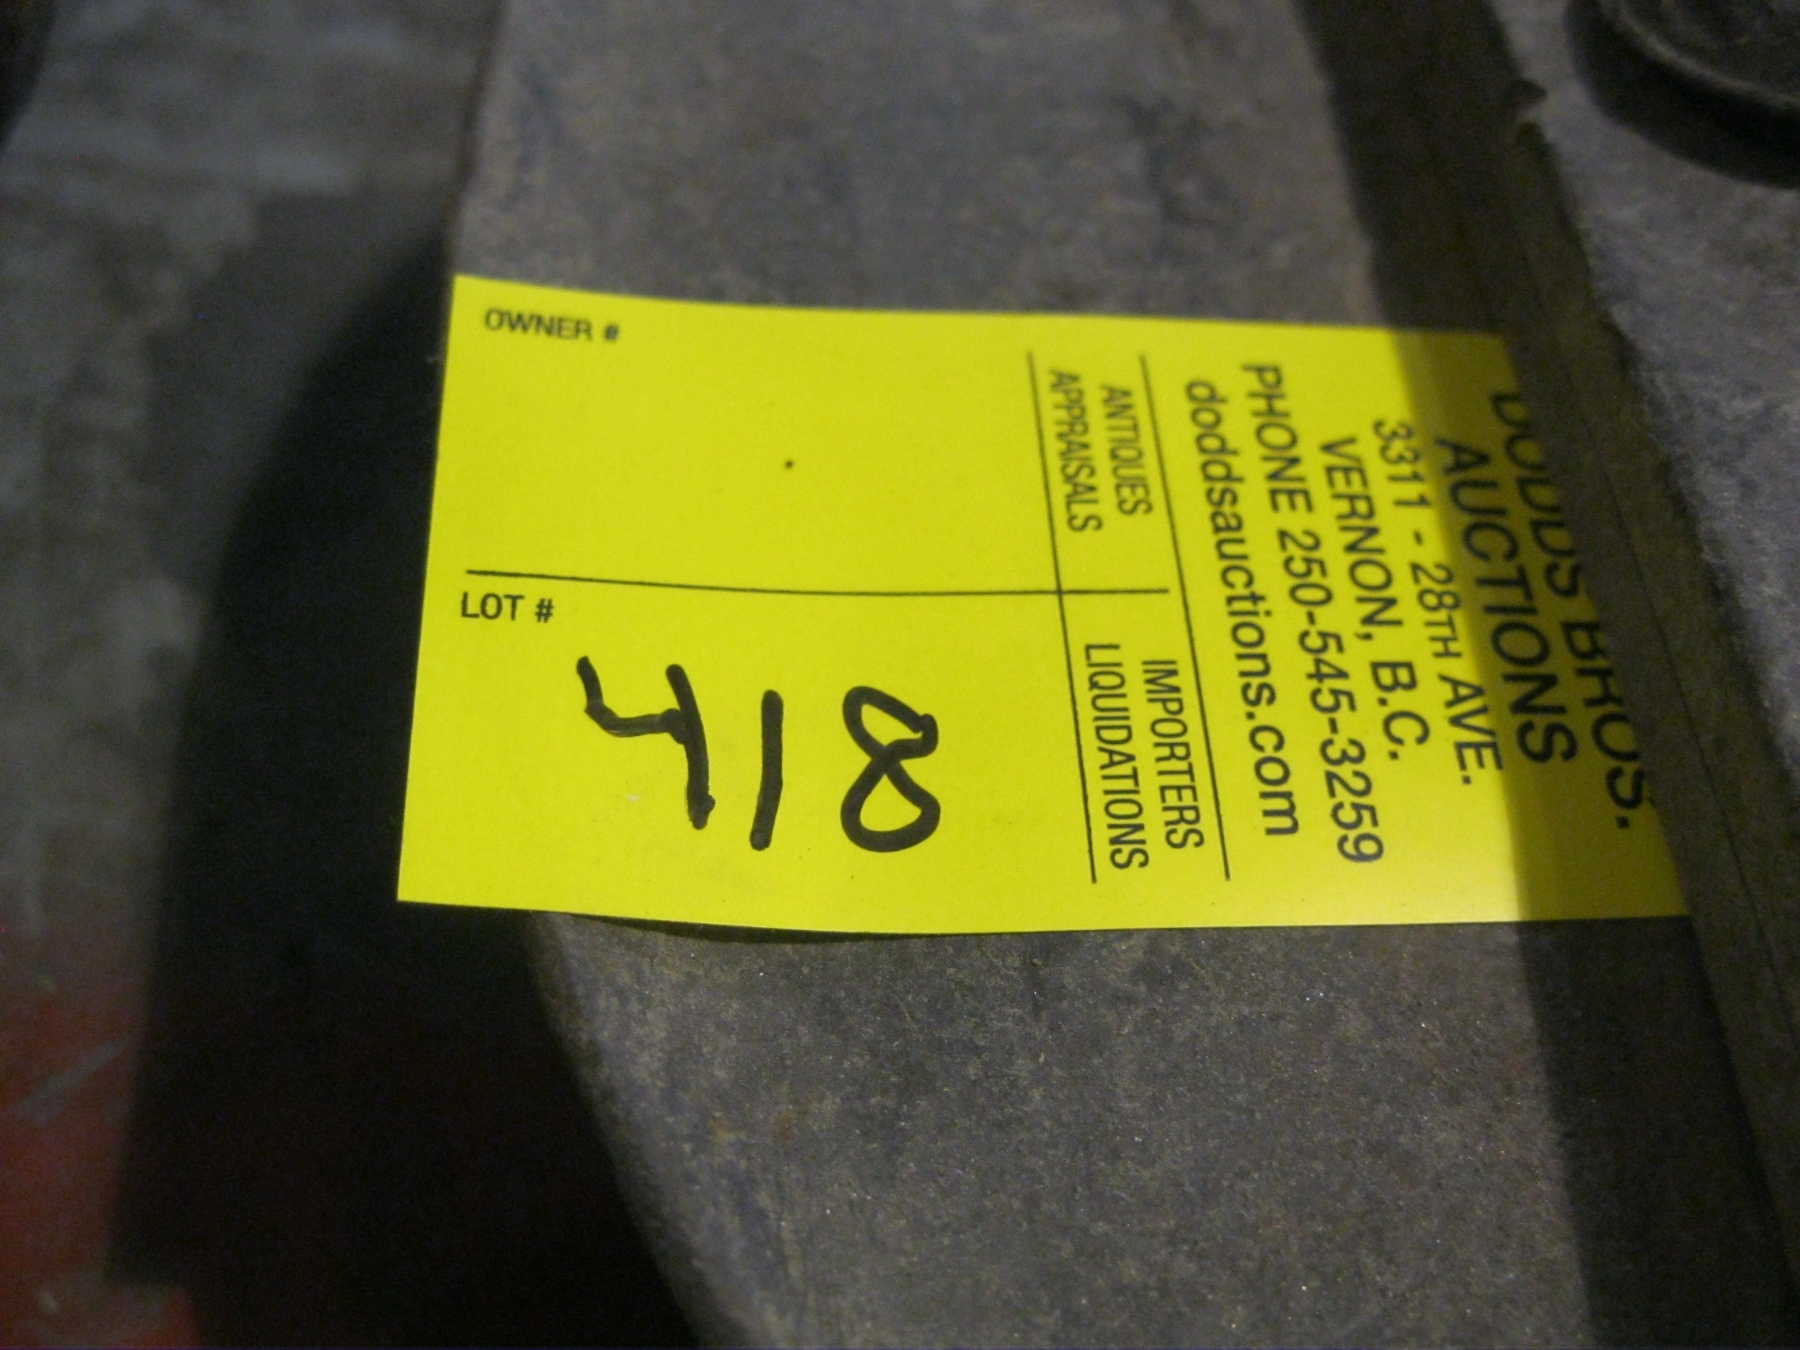 DODDS BROS.
AUCTIONS
3311 - 28TH AVE.
VERNON, B.C.
PHONE 250-545-3259
doddsauctions.com
ANTIQUES IMPORTERS
APPRAISALS LIQUIDATIONS
OWNER #
LOT #
418